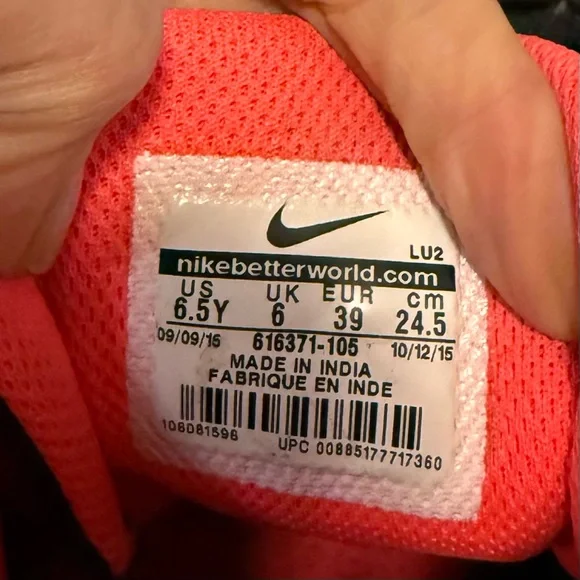 LU2
nikebetterworld.com
US UK EUR cm
6.5Y 6 39 24.5
09/09/15 616371-105 10/12/15
MADE IN INDIA
FABRIQUE EN INDE
106081596
UPC 00885177717360